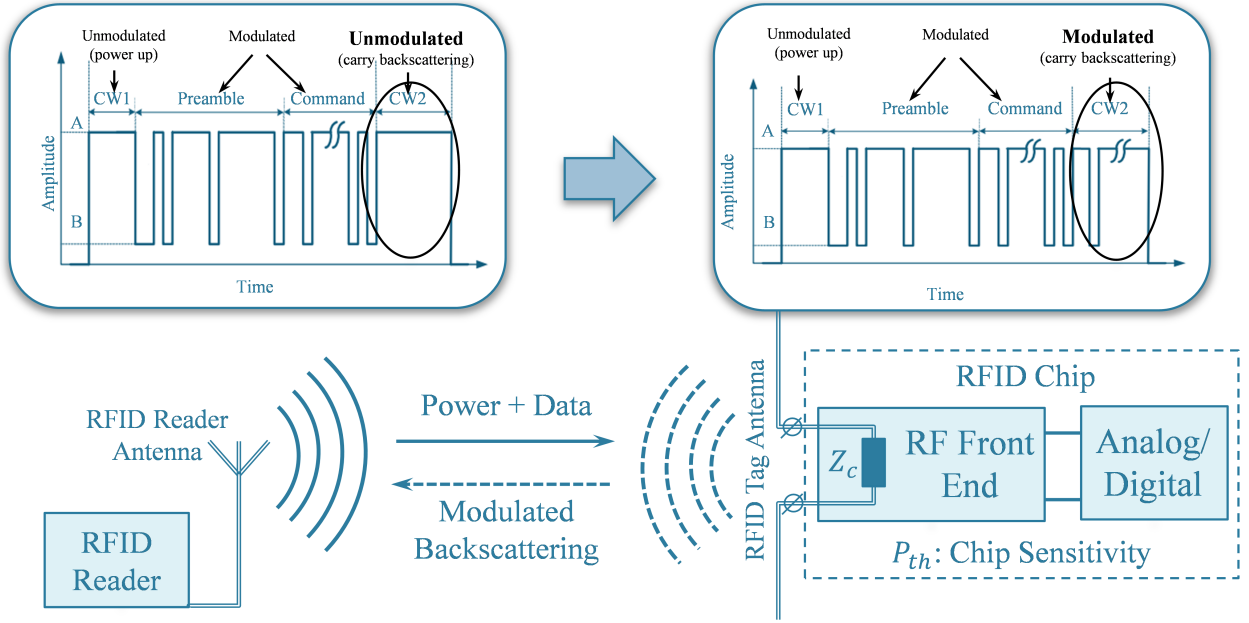 Unmodulated
(power up)
Modulated
Unmodulated
(carry backscattering)
CW1
Preamble
Command
CW2
A
B
Amplitude
Time
Unmodulated
(power up)
Modulated
Modulated
(carry backscattering)
CW1
Preamble
Command
CW2
A
B
Amplitude
Time
RFID Reader
Antenna
RFID
Reader
Power + Data
Modulated
Backscattering
RFID Tag Antenna
RFID Chip
Z_c
RF Front
End
Analog/
Digital
P_th: Chip Sensitivity